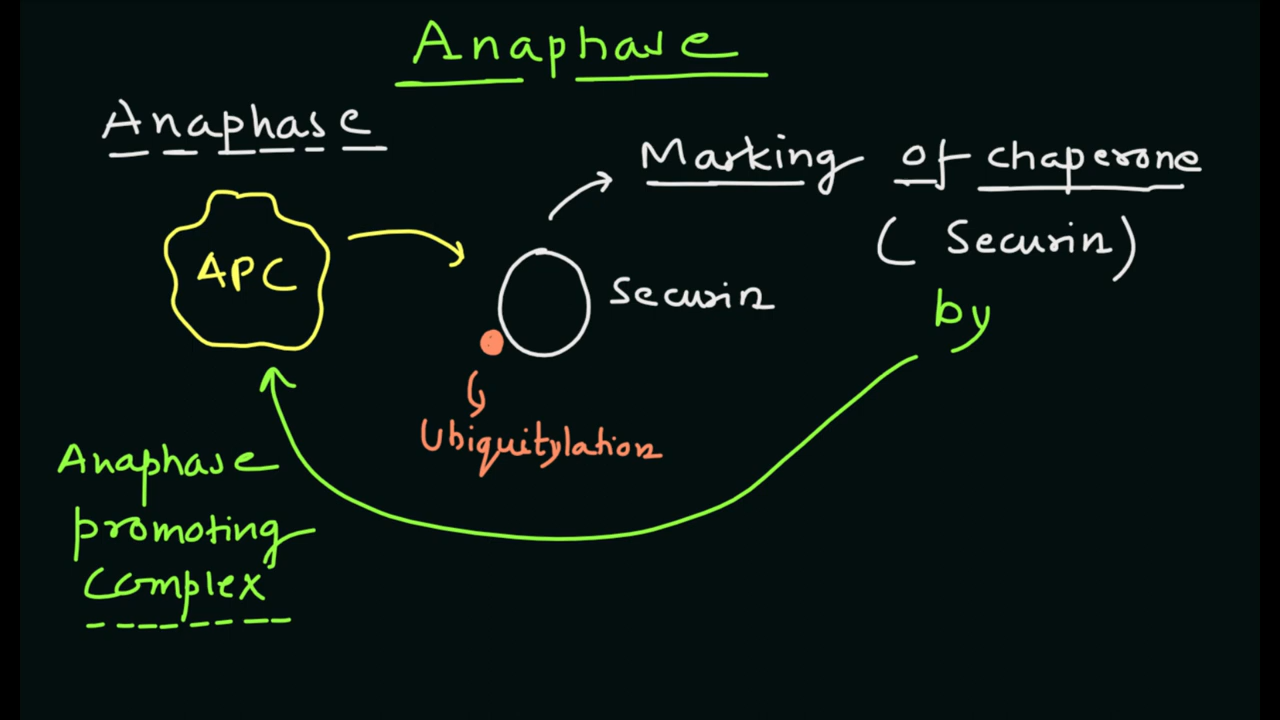 Anaphase
Anaphase
Marking of chaperone
(Securin)
by
APC
Securin
Ubiquitylation
Anaphase
promoting
complex